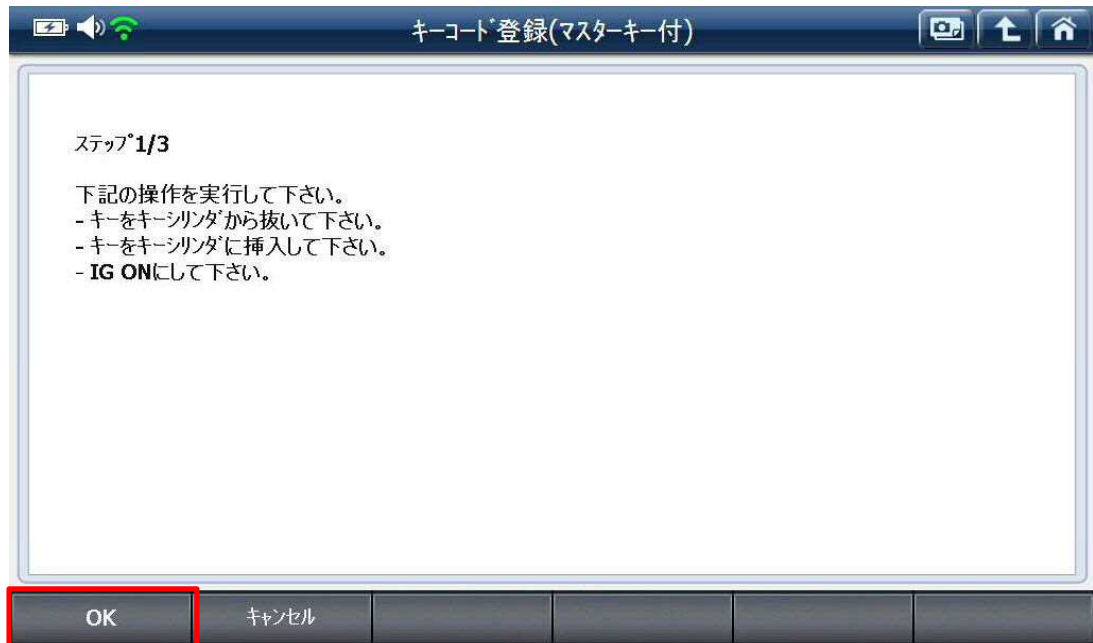 キーコード登録(マスターキー付)
ステップ1/3
下記の操作を実行して下さい。
- キーをキーシリンダから抜いて下さい。
- キーをキーシリンダに挿入して下さい。
- IG ONにして下さい。
OK
キャンセル